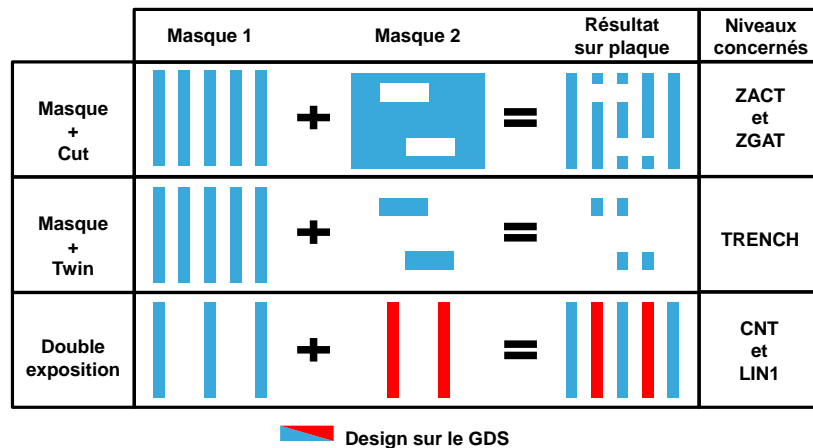 Masque 1
Masque 2
Résultat
sur plaque
Niveaux
concernés
Masque
+
Cut
+
=
ZACT
et
ZGAT
Masque
+
Twin
+
=
TRENCH
Double
exposition
+
=
CNT
et
LIN1
Design sur le GDS